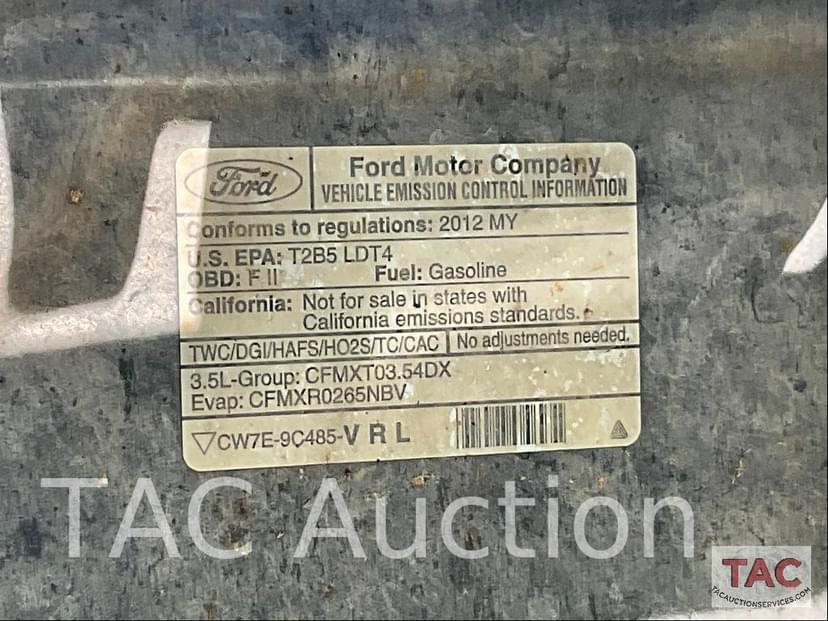 Ford
Ford Motor Company
VEHICLE EMISSION CONTROL INFORMATION
Conforms to regulations: 2012 MY
U.S. EPA: T2B5 LDT4
OBD: F II Fuel: Gasoline
California: Not for sale in states with
California emissions standards.
TWC/DGI/HAFS/HO2S/TC/CAC No adjustments needed.
3.5L-Group: CFMXT03.54DX
Evap: CFMXR0265NBV
CW7E-9C485-V R L
TAC Auction
TAC
TACAUCTIONSERVICES.COM